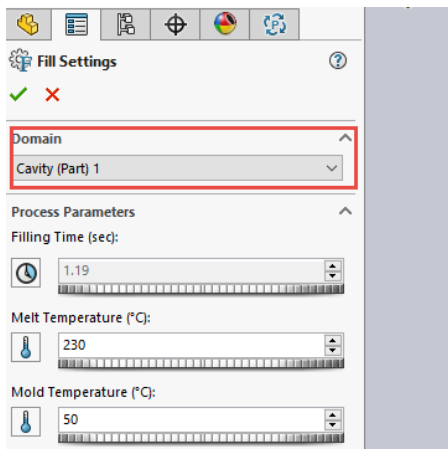 Fill Settings
Domain
Cavity (Part) 1
Process Parameters
Filling Time (sec):
1.19
Melt Temperature (°C):
230
Mold Temperature (°C):
50